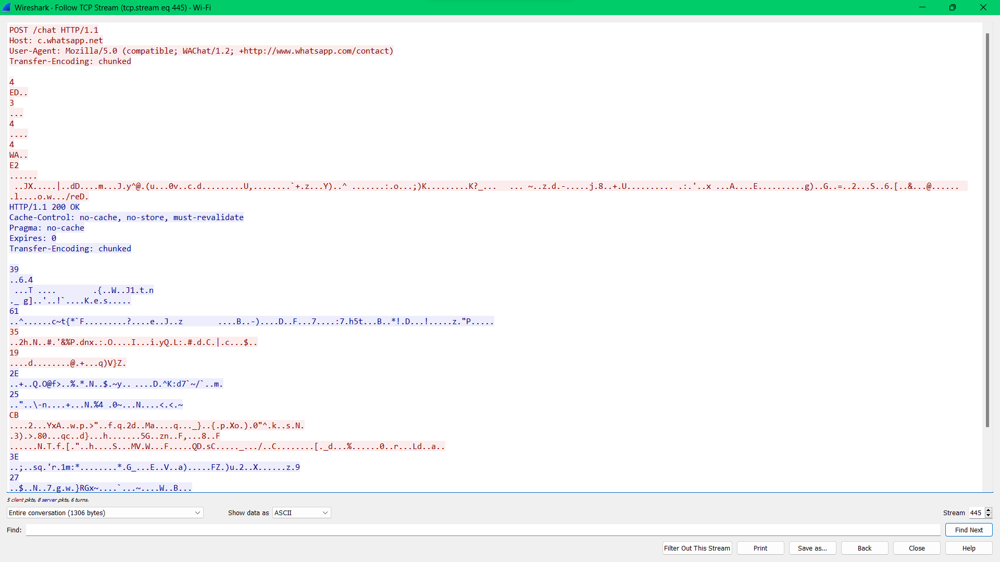 Wireshark · Follow TCP Stream (tcp.stream eq 445) · Wi-Fi
POST /chat HTTP/1.1
Host: c.whatsapp.net
User-Agent: Mozilla/5.0 (compatible; WAChat/1.2; +http://www.whatsapp.com/contact)
Transfer-Encoding: chunked
4
ED..
3
...
4
....
4
WA..
E2
......
..JX.....|..dD....m...J.y^@.(u...0v..c.d.........U,........`+.z...Y)..^ .......:.o...;)K.........K?_...   ... ~..z.d.-.....j.8..+.U.......... .:.'..x ...A....E..........g)..G..=..2...S..6.[..&...@......
.l....o.w.../reD.
HTTP/1.1 200 OK
Cache-Control: no-cache, no-store, must-revalidate
Pragma: no-cache
Expires: 0
Transfer-Encoding: chunked
39
..6.4
...T ....        .{..W..J1.t.n
._ g]..'..!`....K.e.s.....
61
..^......c~t{*`F.........?....e..J..z        ....B..-)....D..F...7....:7.h5t...B..*!.D...!.....z."P.....
35
..2h.N..#.'&%P.dnx.:.O....I...i.yQ.L:.#.d.C.|.c...$..
19
....d........@.+...q)V}Z.
2E
..+..Q.O@f>..%.*.N..$.~y.. ....D.^K:d7`~/`..m.
25
.."..\-n....+...N.%4 .0~...N....<.<.~
CB
....2...YxA..w.p.>"..f.q.2d..Ma....q..._}..{.p.Xo.).0"^.k..s.N.
.3).>.80...qc..d}...h.......5G..zn..F,...8..F
......N.T.f.[."..h....S...MV.W...F.....QD.sC....._.../..C........[._d...%......0..r...Ld..a..
3E
..;..sq.'r.1m:*........*.G_...E..V..a).....FZ.)u.2..X......z.9
27
..$..N..7.g.w.}RGx~....`...~....W..B...
5 client pkts, 8 server pkts, 6 turns.
Entire conversation (1306 bytes) Show data as ASCII Stream 445
Find: Find Next
Filter Out This Stream Print Save as... Back Close Help